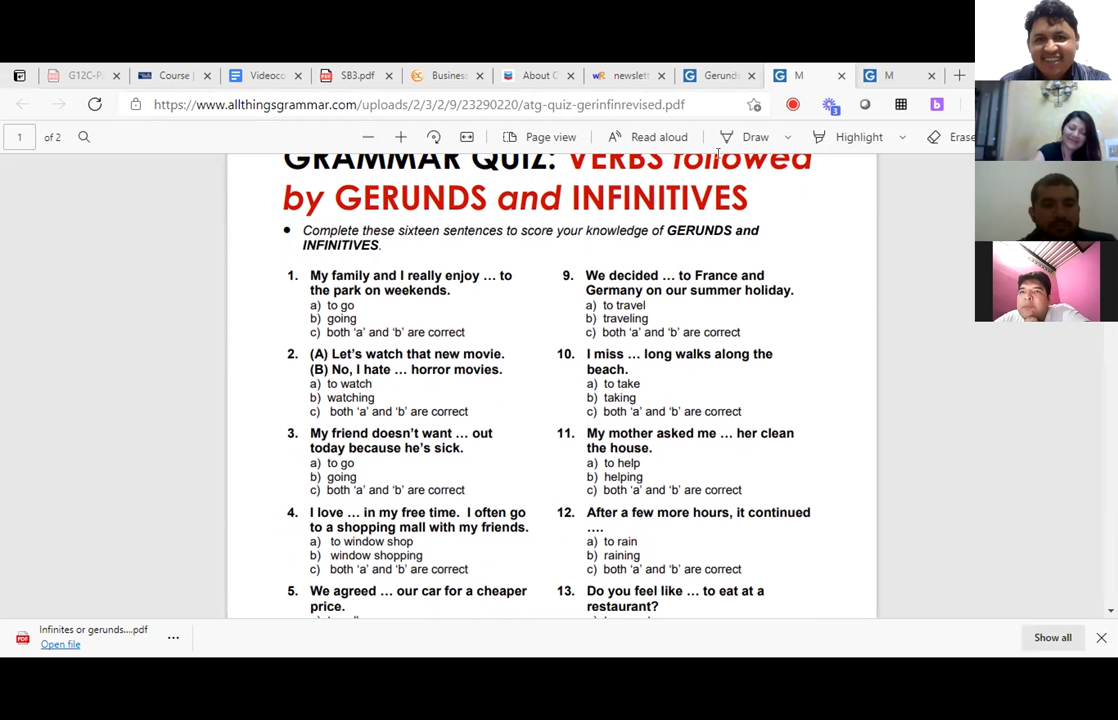 G12C-P
Course
Videoco
SB3.pdf
Business
About C
newslett
Gerunds
M
M
https://www.allthingsgrammar.com/uploads/2/3/2/9/23290220/atg-quiz-gerinfinrevised.pdf
3
b
1 of 2
Page view
Read aloud
Draw
Highlight
Erase
GRAMMAR QUIZ: VERBS followed
by GERUNDS and INFINITIVES
● Complete these sixteen sentences to score your knowledge of GERUNDS and
INFINITIVES.
1. My family and I really enjoy … to
the park on weekends.
a) to go
b) going
c) both 'a' and 'b' are correct
2. (A) Let's watch that new movie.
(B) No, I hate … horror movies.
a) to watch
b) watching
c) both 'a' and 'b' are correct
3. My friend doesn't want … out
today because he's sick.
a) to go
b) going
c) both 'a' and 'b' are correct
4. I love … in my free time. I often go
to a shopping mall with my friends.
a) to window shop
b) window shopping
c) both 'a' and 'b' are correct
5. We agreed … our car for a cheaper
price.
9. We decided … to France and
Germany on our summer holiday.
a) to travel
b) traveling
c) both 'a' and 'b' are correct
10. I miss … long walks along the
beach.
a) to take
b) taking
c) both 'a' and 'b' are correct
11. My mother asked me … her clean
the house.
a) to help
b) helping
c) both 'a' and 'b' are correct
12. After a few more hours, it continued
….
a) to rain
b) raining
c) both 'a' and 'b' are correct
13. Do you feel like … to eat at a
restaurant?
Infinites or gerunds....pdf
Open file
Show all